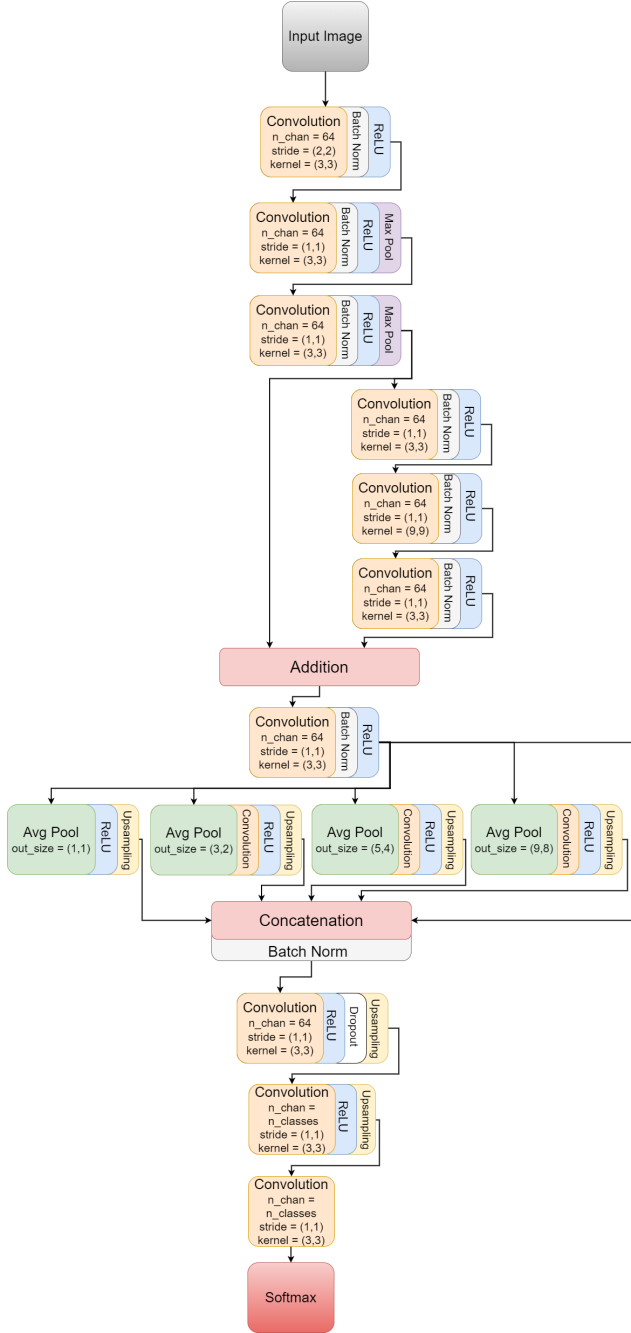 Input Image
Convolution
n_chan = 64
stride = (2,2)
kernel = (3,3)
Batch Norm
ReLU
Convolution
n_chan = 64
stride = (1,1)
kernel = (3,3)
Batch Norm
ReLU
Max Pool
Convolution
n_chan = 64
stride = (1,1)
kernel = (3,3)
Batch Norm
ReLU
Max Pool
Convolution
n_chan = 64
stride = (1,1)
kernel = (3,3)
Batch Norm
ReLU
Convolution
n_chan = 64
stride = (1,1)
kernel = (9,9)
Batch Norm
ReLU
Convolution
n_chan = 64
stride = (1,1)
kernel = (3,3)
Batch Norm
ReLU
Addition
Convolution
n_chan = 64
stride = (1,1)
kernel = (3,3)
Batch Norm
ReLU
Avg Pool
out_size = (1,1)
ReLU
Upsampling
Avg Pool
out_size = (3,2)
Convolution
ReLU
Upsampling
Avg Pool
out_size = (5,4)
Convolution
ReLU
Upsampling
Avg Pool
out_size = (9,8)
Convolution
ReLU
Upsampling
Concatenation
Batch Norm
Convolution
n_chan = 64
stride = (1,1)
kernel = (3,3)
ReLU
Dropout
Upsampling
Convolution
n_chan =
n_classes
stride = (1,1)
kernel = (3,3)
ReLU
Upsampling
Convolution
n_chan =
n_classes
stride = (1,1)
kernel = (3,3)
Softmax